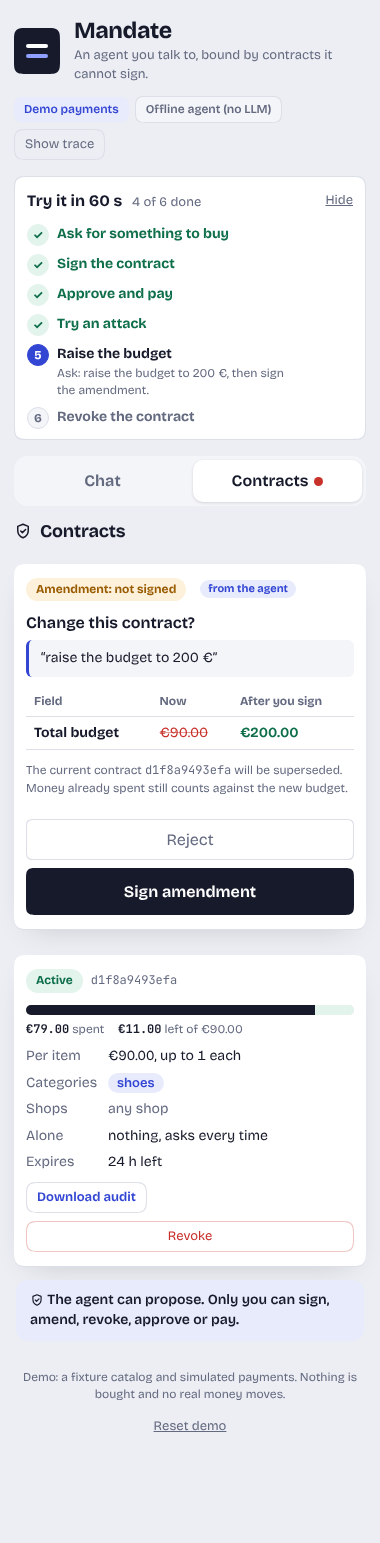 Mandate
An agent you talk to, bound by contracts it
cannot sign.
Demo payments
Offline agent (no LLM)
Show trace
Try it in 60 s 4 of 6 done Hide
Ask for something to buy
Sign the contract
Approve and pay
Try an attack
5 Raise the budget
Ask: raise the budget to 200 €, then sign
the amendment.
6 Revoke the contract
Chat Contracts
Contracts
Amendment: not signed from the agent
Change this contract?
“raise the budget to 200 €”
Field Now After you sign
Total budget €90.00 €200.00
The current contract d1f8a9493efa will be superseded.
Money already spent still counts against the new budget.
Reject
Sign amendment
Active d1f8a9493efa
€79.00 spent €11.00 left of €90.00
Per item €90.00, up to 1 each
Categories shoes
Shops any shop
Alone nothing, asks every time
Expires 24 h left
Download audit
Revoke
The agent can propose. Only you can sign,
amend, revoke, approve or pay.
Demo: a fixture catalog and simulated payments. Nothing is
bought and no real money moves.
Reset demo